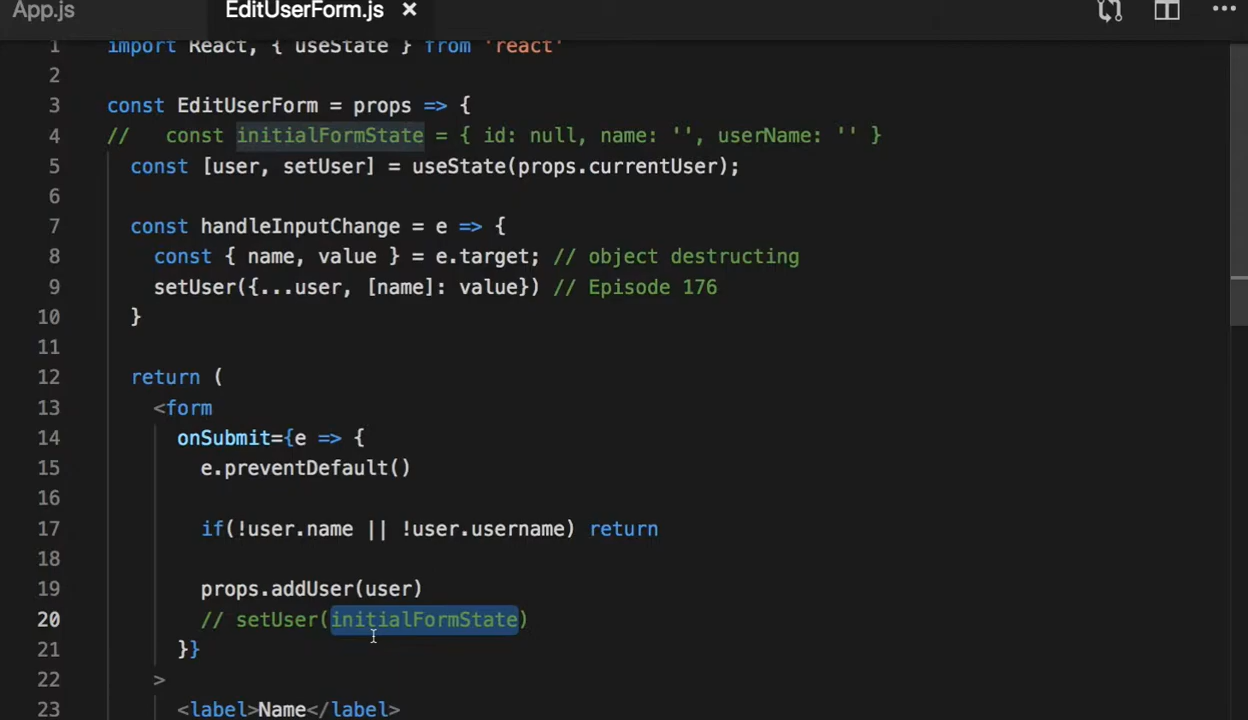 App.js EditUserForm.js ×
1 import React, { useState } from 'react'
2
3 const EditUserForm = props => {
4 // const initialFormState = { id: null, name: '', userName: '' }
5 const [user, setUser] = useState(props.currentUser);
6
7 const handleInputChange = e => {
8 const { name, value } = e.target; // object destructing
9 setUser({...user, [name]: value}) // Episode 176
10 }
11
12 return (
13 <form
14 onSubmit={e => {
15 e.preventDefault()
16
17 if(!user.name || !user.username) return
18
19 props.addUser(user)
20 // setUser(initialFormState)
21 }}
22 >
23 <label>Name</label>